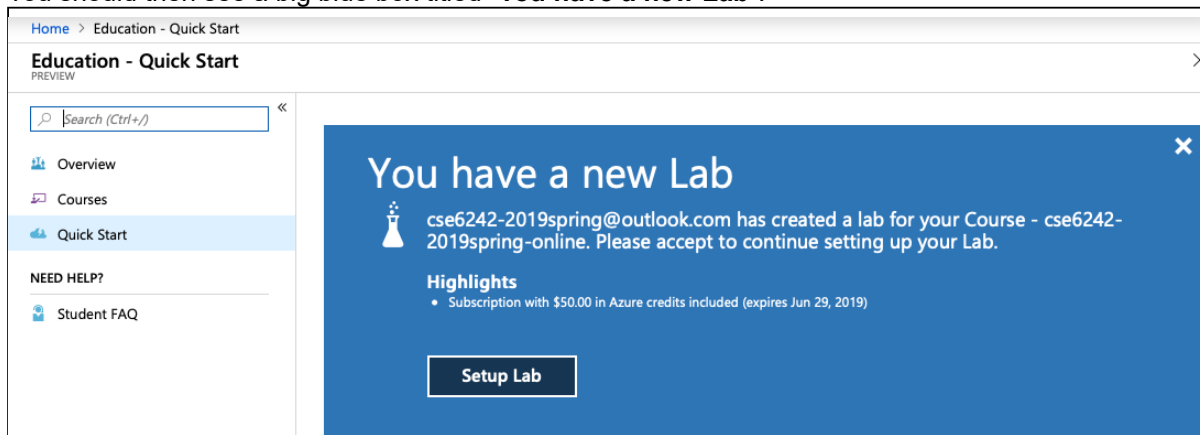 Home > Education - Quick Start
Education - Quick Start
PREVIEW
Search (Ctrl+/)
«
Overview
Courses
Quick Start
NEED HELP?
Student FAQ
You have a new Lab
cse6242-2019spring@outlook.com has created a lab for your Course - cse6242-
2019spring-online. Please accept to continue setting up your Lab.
Highlights
• Subscription with $50.00 in Azure credits included (expires Jun 29, 2019)
Setup Lab